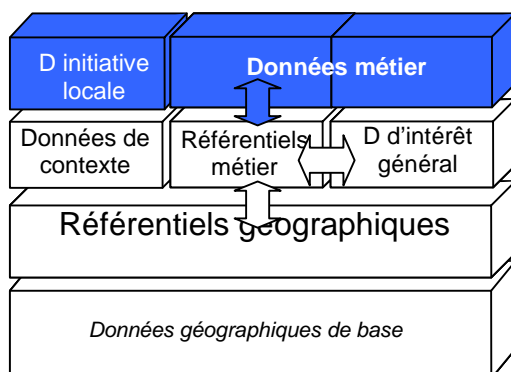 D initiative
locale
Données métier
Données de
contexte
Référentiels
métier
D d'intérêt
général
Référentiels géographiques
Données géographiques de base